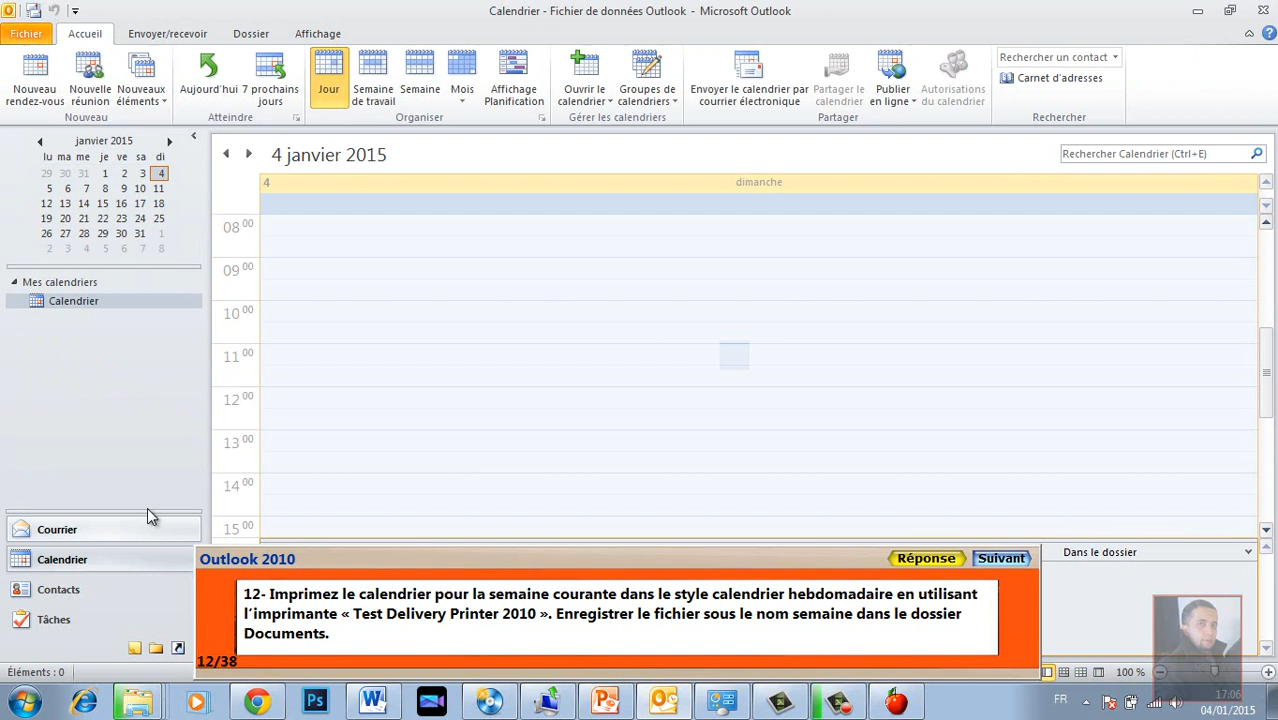 Calendrier - Fichier de données Outlook - Microsoft Outlook
Fichier Accueil Envoyer/recevoir Dossier Affichage
Nouveau rendez-vous
Nouvelle réunion
Nouveaux éléments
Nouveau
Aujourd'hui
7 prochains jours
Atteindre
Jour
Semaine de travail
Semaine
Mois
Affichage Planification
Organiser
Ouvrir le calendrier
Groupes de calendriers
Gérer les calendriers
Envoyer le calendrier par courrier électronique
Partager le calendrier
Publier en ligne
Autorisations du calendrier
Partager
Rechercher un contact
Carnet d'adresses
Rechercher
janvier 2015
lu ma me je ve sa di
29 30 31 1 2 3 4
5 6 7 8 9 10 11
12 13 14 15 16 17 18
19 20 21 22 23 24 25
26 27 28 29 30 31 1
2 3 4 5 6 7 8
Mes calendriers
Calendrier
4 janvier 2015
Rechercher Calendrier (Ctrl+E)
4 dimanche
08 00
09 00
10 00
11 00
12 00
13 00
14 00
15 00
Courrier
Calendrier
Contacts
Tâches
Dans le dossier
Outlook 2010 Réponse Suivant
12- Imprimez le calendrier pour la semaine courante dans le style calendrier hebdomadaire en utilisant
l'imprimante « Test Delivery Printer 2010 ». Enregistrer le fichier sous le nom semaine dans le dossier
Documents.
12/38
Éléments : 0
100 %
FR
17:06
04/01/2015